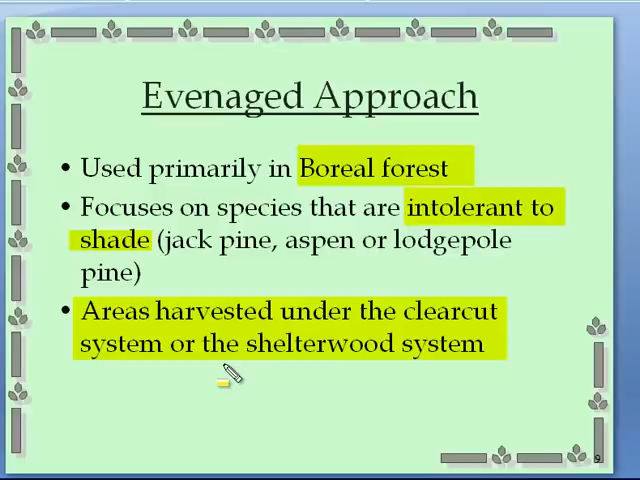 Evenaged Approach
• Used primarily in Boreal forest
• Focuses on species that are intolerant to
shade (jack pine, aspen or lodgepole
pine)
• Areas harvested under the clearcut
system or the shelterwood system
9